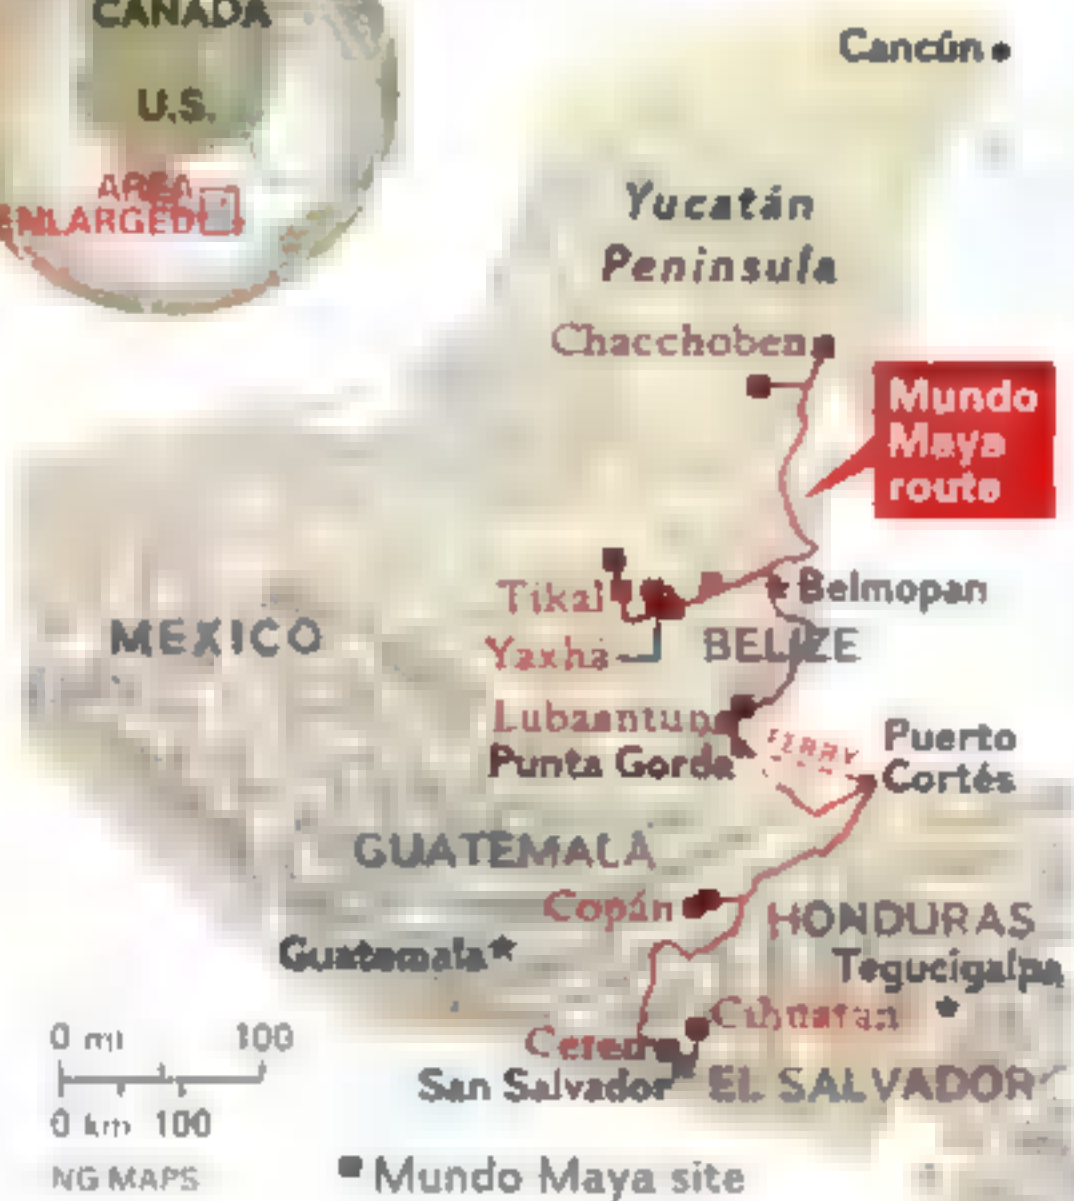 CANADA
U.S.
AREA
ENLARGED
Cancún
Yucatán
Peninsula
Chacchoben
Mundo
Maya
route
Tikal
Belmopan
MEXICO
Yaxha
BELIZE
Lubaantun
Punta Gorda
FERRY
Puerto
Cortés
GUATEMALA
Copán
HONDURAS
Guatemala
Tegucigalpa
Cihuatan
Ceren
San Salvador
EL SALVADOR
0 mi 100
0 km 100
NG MAPS
Mundo Maya site